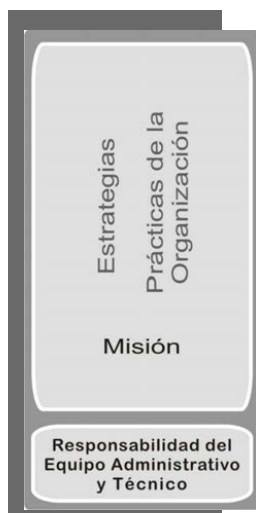 Estrategias
Prácticas de la
Organización
Misión
Responsabilidad del
Equipo Administrativo
y Técnico